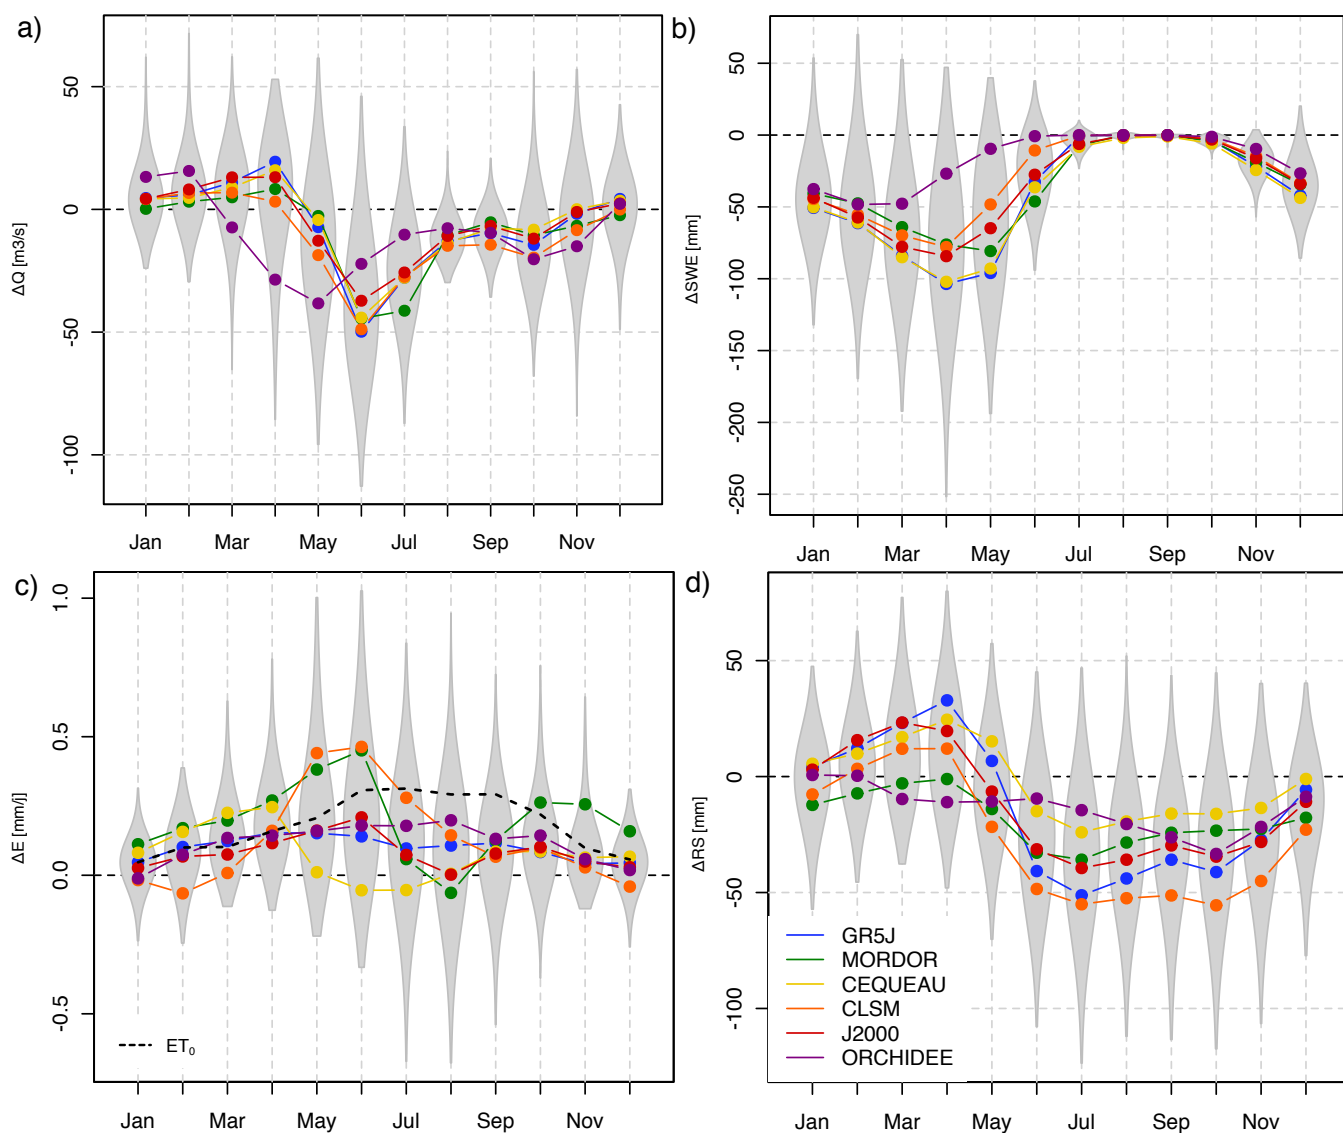 a)
ΔQ [m3/s]
50
0
-50
-100
Jan Mar May Jul Sep Nov
b)
ΔSWE [mm]
50
0
-50
-100
-150
-200
-250
Jan Mar May Jul Sep Nov
c)
ΔE [mm/j]
1.0
0.5
0.0
-0.5
ET0
Jan Mar May Jul Sep Nov
d)
ΔRS [mm]
50
0
-50
-100
GR5J
MORDOR
CEQUEAU
CLSM
J2000
ORCHIDEE
Jan Mar May Jul Sep Nov